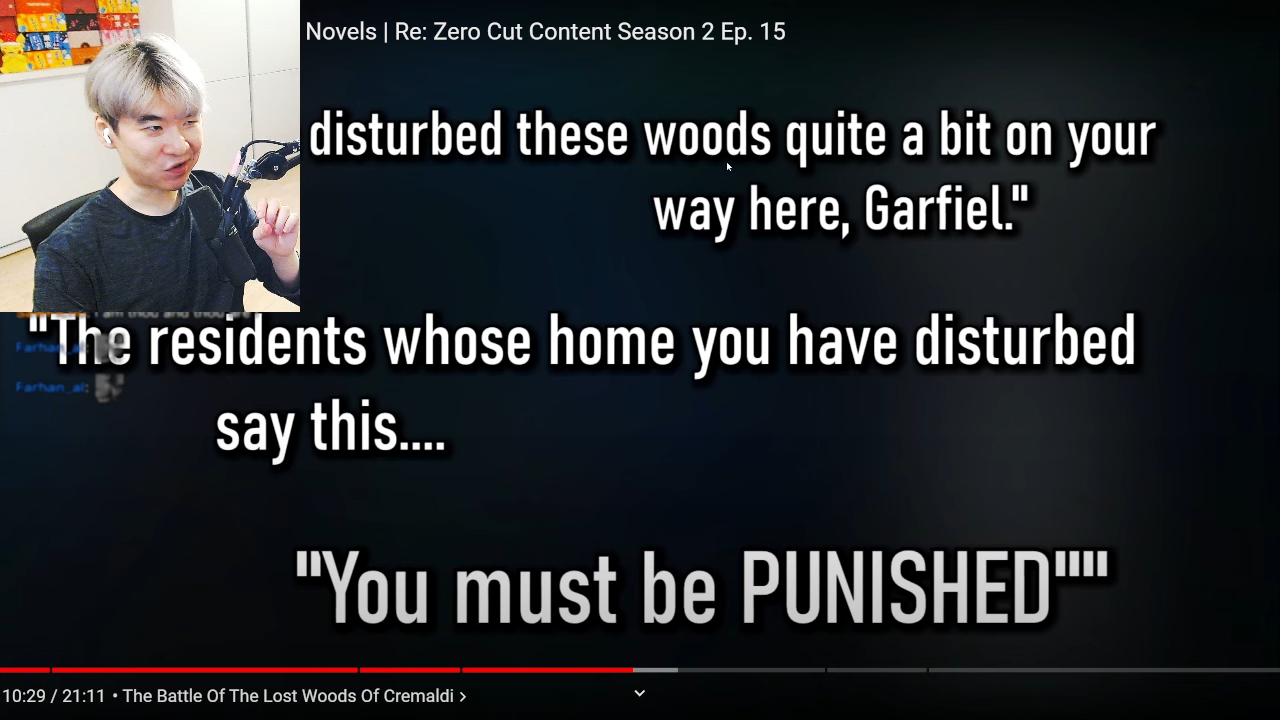 Novels | Re: Zero Cut Content Season 2 Ep. 15
disturbed these woods quite a bit on your
way here, Garfiel."
"The residents whose home you have disturbed
Farhan_al:
Farhan_al:
say this....
"You must be PUNISHED""
10:29 / 21:11 • The Battle Of The Lost Woods Of Cremaldi >